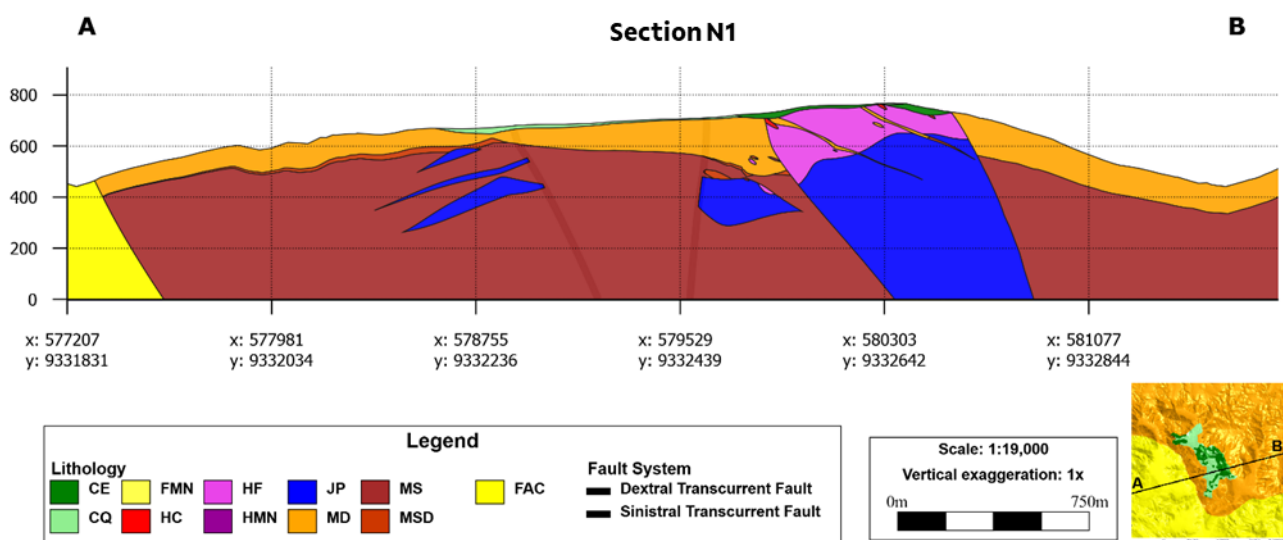 A
Section N1
B
800
600
400
200
0
x: 577207 x: 577981 x: 578755 x: 579529 x: 580303 x: 581077
y: 9331831 y: 9332034 y: 9332236 y: 9332439 y: 9332642 y: 9332844
Legend
Lithology
CE FMN HF JP MS FAC
CQ HC HMN MD MSD
Fault System
Dextral Transcurrent Fault
Sinistral Transcurrent Fault
Scale: 1:19,000
Vertical exaggeration: 1x
0m 750m
A
B